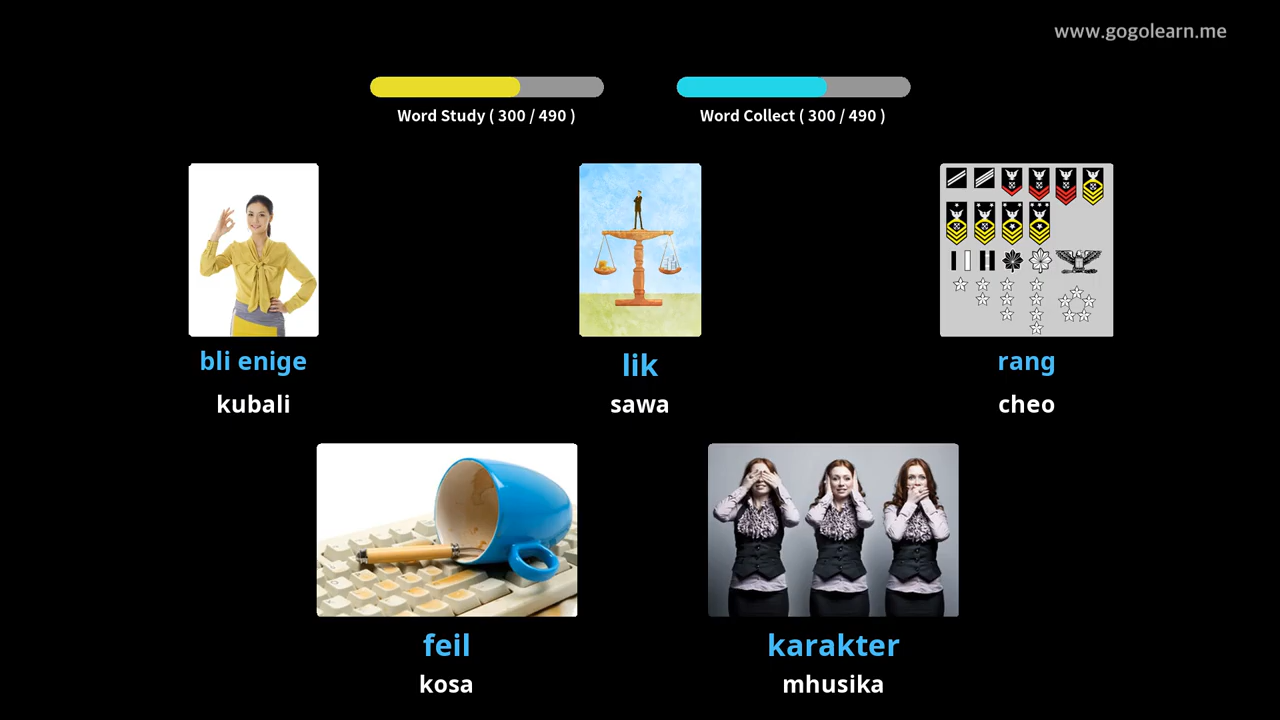 www.gogolearn.me
Word Study ( 300 / 490 )
Word Collect ( 300 / 490 )
bli enige
kubali
lik
sawa
rang
cheo
feil
kosa
karakter
mhusika